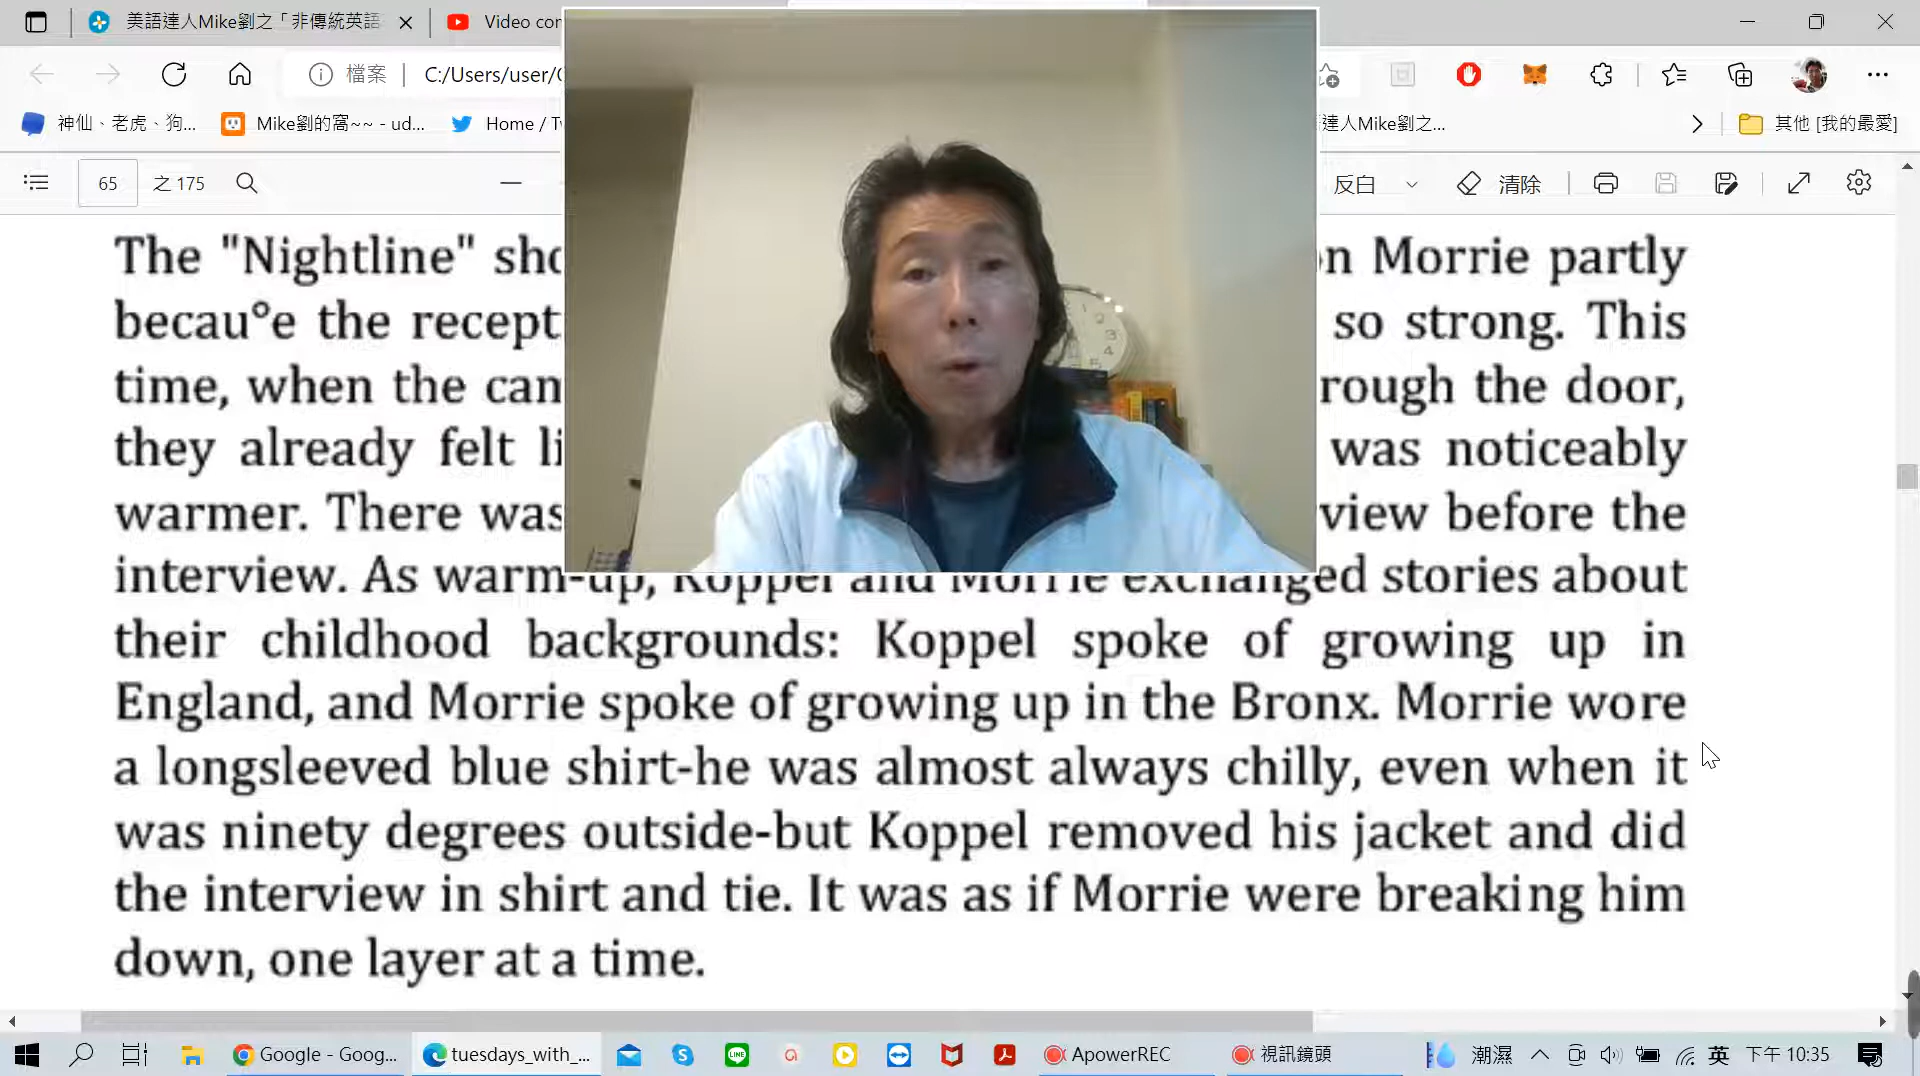 美語達人Mike劉之「非傳統英語
Video cor
檔案
C:/Users/user/
神仙、老虎、狗...
Mike劉的窩~~ - ud...
Home / Tw
達人Mike劉之...
其他 [我的最愛]
65
之 175
反白
清除
The "Nightline" sho
on Morrie partly
becau°e the recept
so strong. This
time, when the cam
rough the door,
they already felt li
was noticeably
warmer. There was
view before the
interview. As warm-up, Koppel and Morrie exchanged stories about
their childhood backgrounds: Koppel spoke of growing up in
England, and Morrie spoke of growing up in the Bronx. Morrie wore
a longsleeved blue shirt-he was almost always chilly, even when it
was ninety degrees outside-but Koppel removed his jacket and did
the interview in shirt and tie. It was as if Morrie were breaking him
down, one layer at a time.
Google - Goog...
tuesdays_with_...
ApowerREC
視訊鏡頭
潮濕
英
下午 10:35